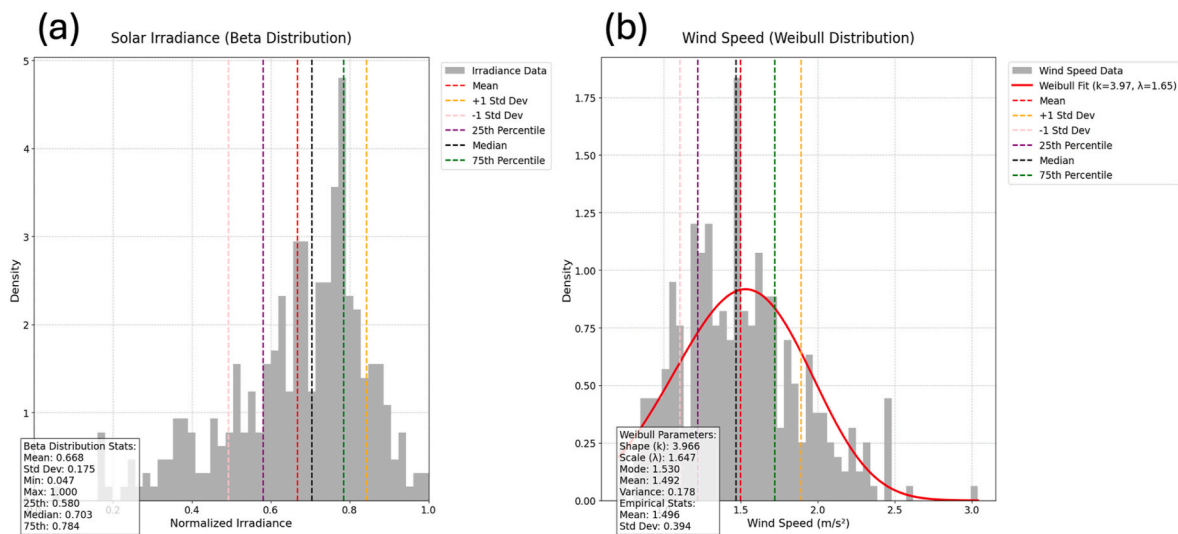 (a)
Solar Irradiance (Beta Distribution)
5
4
3
2
1
Density
Irradiance Data
Mean
+1 Std Dev
-1 Std Dev
25th Percentile
Median
75th Percentile
Beta Distribution Stats:
Mean: 0.668
Std Dev: 0.175
Min: 0.047
Max: 1.000
25th: 0.580
Median: 0.703
75th: 0.784
0.2 0.4 0.6 0.8 1.0
Normalized Irradiance
(b)
Wind Speed (Weibull Distribution)
1.75
1.50
1.25
1.00
0.75
0.50
0.25
0.00
Density
Wind Speed Data
Weibull Fit (k=3.97, λ=1.65)
Mean
+1 Std Dev
-1 Std Dev
25th Percentile
Median
75th Percentile
Weibull Parameters:
Shape (k): 3.966
Scale (λ): 1.647
Mode: 1.530
Mean: 1.492
Variance: 0.178
Empirical Stats:
Mean: 1.496
Std Dev: 0.394
1.5 2.0 2.5 3.0
Wind Speed (m/s²)